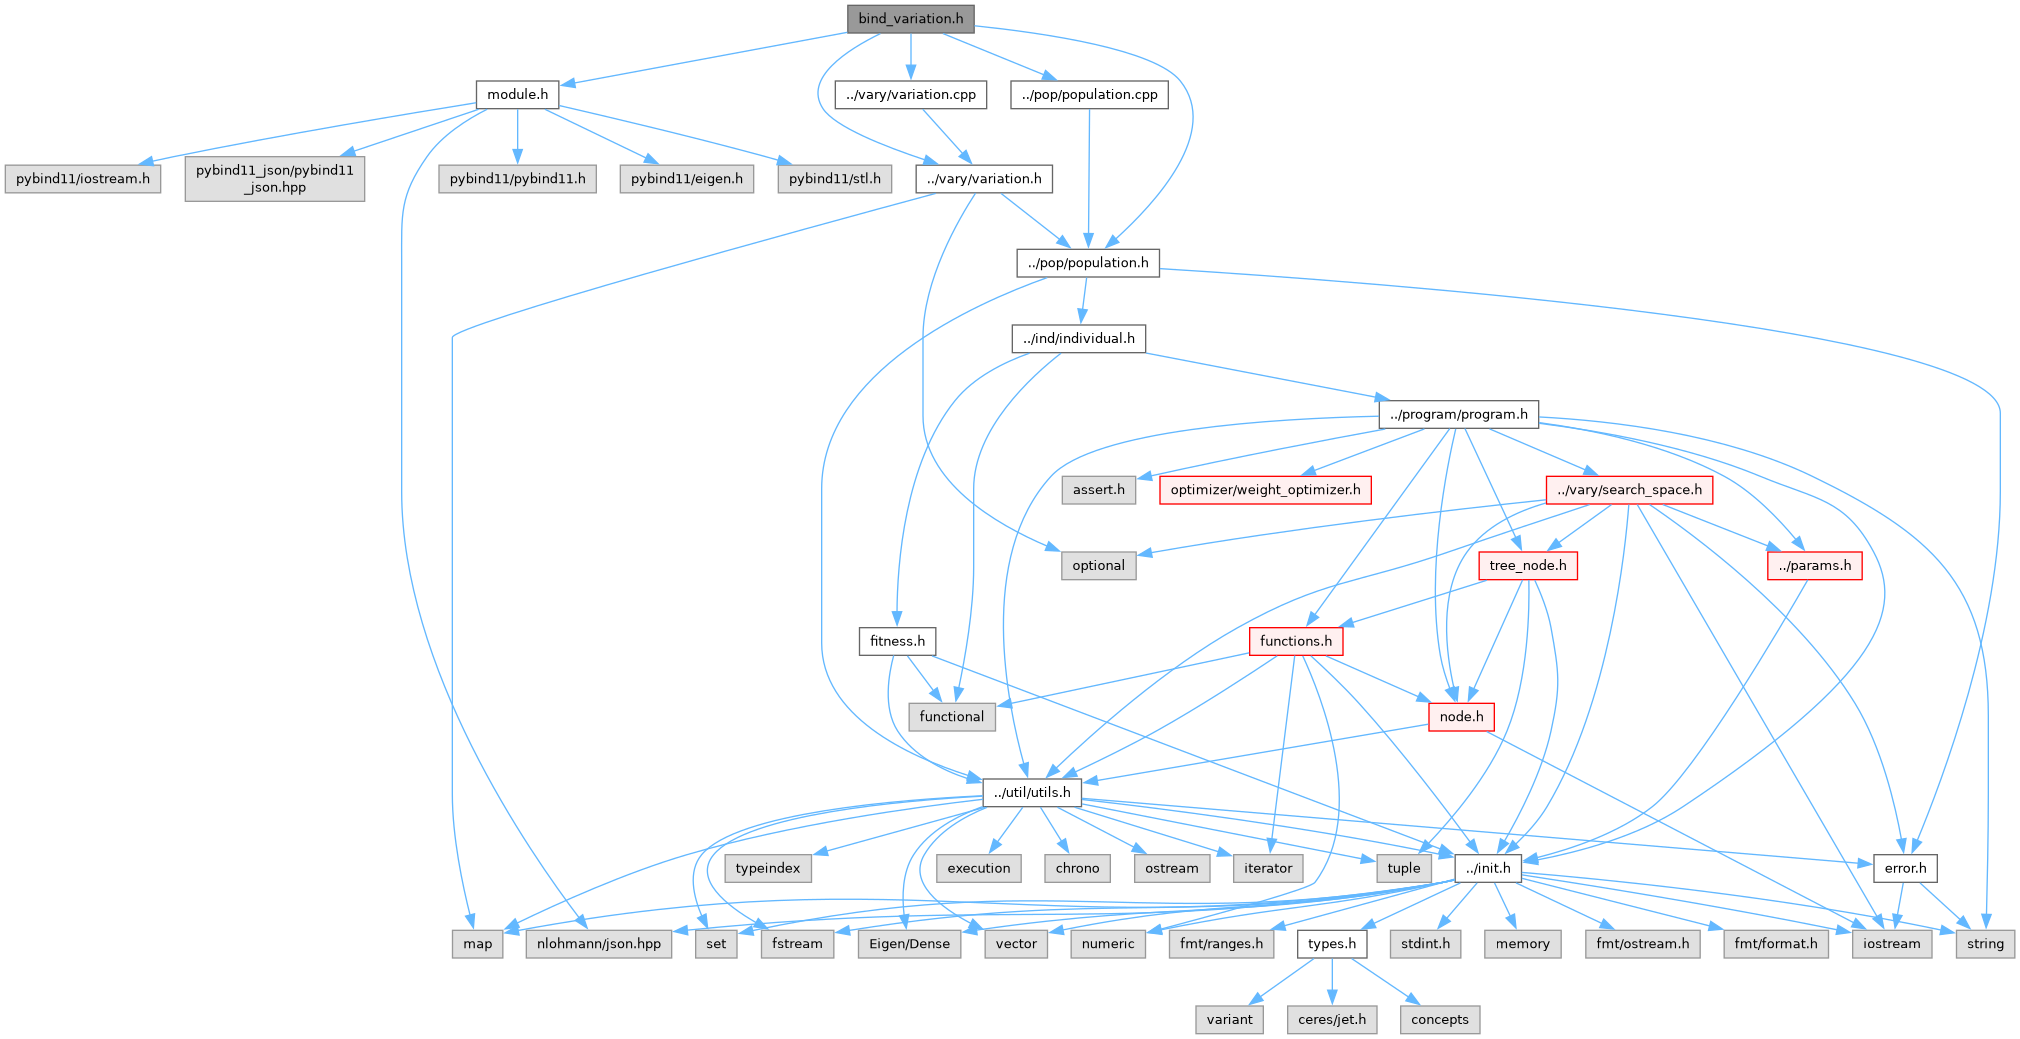 bind_variation.h
module.h
../vary/variation.cpp
../pop/population.cpp
pybind11/iostream.h
pybind11_json/pybind11
_json.hpp
pybind11/pybind11.h
pybind11/eigen.h
pybind11/stl.h
../vary/variation.h
../pop/population.h
../ind/individual.h
../program/program.h
assert.h
optimizer/weight_optimizer.h
../vary/search_space.h
optional
tree_node.h
../params.h
fitness.h
functions.h
functional
node.h
../util/utils.h
typeindex
execution
chrono
ostream
iterator
tuple
../init.h
error.h
map
nlohmann/json.hpp
set
fstream
Eigen/Dense
vector
numeric
fmt/ranges.h
types.h
stdint.h
memory
fmt/ostream.h
fmt/format.h
iostream
string
variant
ceres/jet.h
concepts